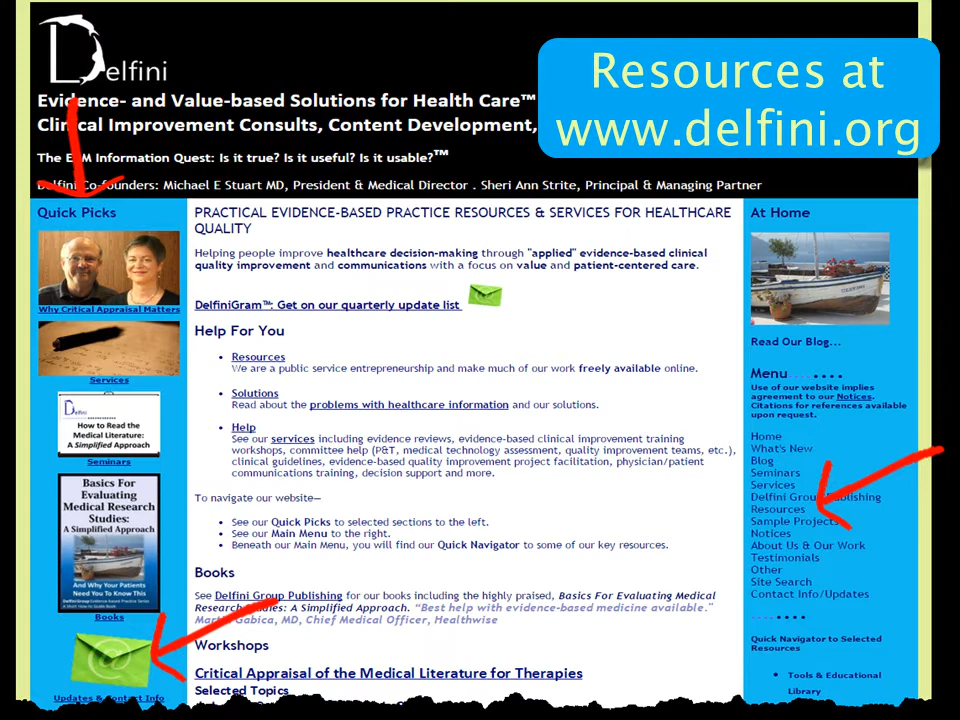 Delfini
Resources at
www.delfini.org
Evidence- and Value-based Solutions for Health Care™
Clinical Improvement Consults, Content Development,
The EBM Information Quest: Is it true? Is it useful? Is it usable?™
Delfini Co-founders: Michael E Stuart MD, President & Medical Director . Sheri Ann Strite, Principal & Managing Partner
Quick Picks
Why Critical Appraisal Matters
Services
Delfini
How to Read the
Medical Literature:
A Simplified Approach
Seminars
Basics For
Evaluating
Medical Research
Studies:
A Simplified Approach
And Why Your Patients
Need You To Know This
Books
@
Updates & Contact Info
PRACTICAL EVIDENCE-BASED PRACTICE RESOURCES & SERVICES FOR HEALTHCARE
QUALITY
Helping people improve healthcare decision-making through "applied" evidence-based clinical
quality improvement and communications with a focus on value and patient-centered care.
DelfiniGram™: Get on our quarterly update list
Help For You
• Resources
We are a public service entrepreneurship and make much of our work freely available online.
• Solutions
Read about the problems with healthcare information and our solutions.
• Help
See our services including evidence reviews, evidence-based clinical improvement training
workshops, committee help (P&T, medical technology assessment, quality improvement teams, etc.),
clinical guidelines, evidence-based quality improvement project facilitation, physician/patient
communications training, decision support and more.
To navigate our website—
• See our Quick Picks to selected sections to the left.
• See our Main Menu to the right.
• Beneath our Main Menu, you will find our Quick Navigator to some of our key resources.
Books
See Delfini Group Publishing for our books including the highly praised, Basics For Evaluating Medical
Research Studies: A Simplified Approach. "Best help with evidence-based medicine available."
Martin Gabica, MD, Chief Medical Officer, Healthwise
Workshops
Critical Appraisal of the Medical Literature for Therapies
Selected Topics
At Home
Read Our Blog...
Menu.........
Use of our website implies
agreement to our Notices.
Citations for references available
upon request.
Home
What's New
Blog
Seminars
Services
Delfini Group Publishing
Resources
Sample Projects
Notices
About Us & Our Work
Testimonials
Other
Site Search
Contact Info/Updates
Quick Navigator to Selected
Resources
• Tools & Educational
Library